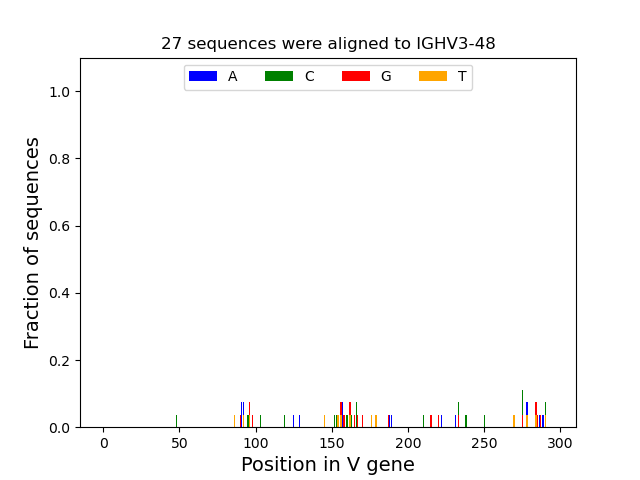 27 sequences were aligned to IGHV3-48
A C G T
Fraction of sequences
1.0
0.8
0.6
0.4
0.2
0.0
0 50 100 150 200 250 300
Position in V gene